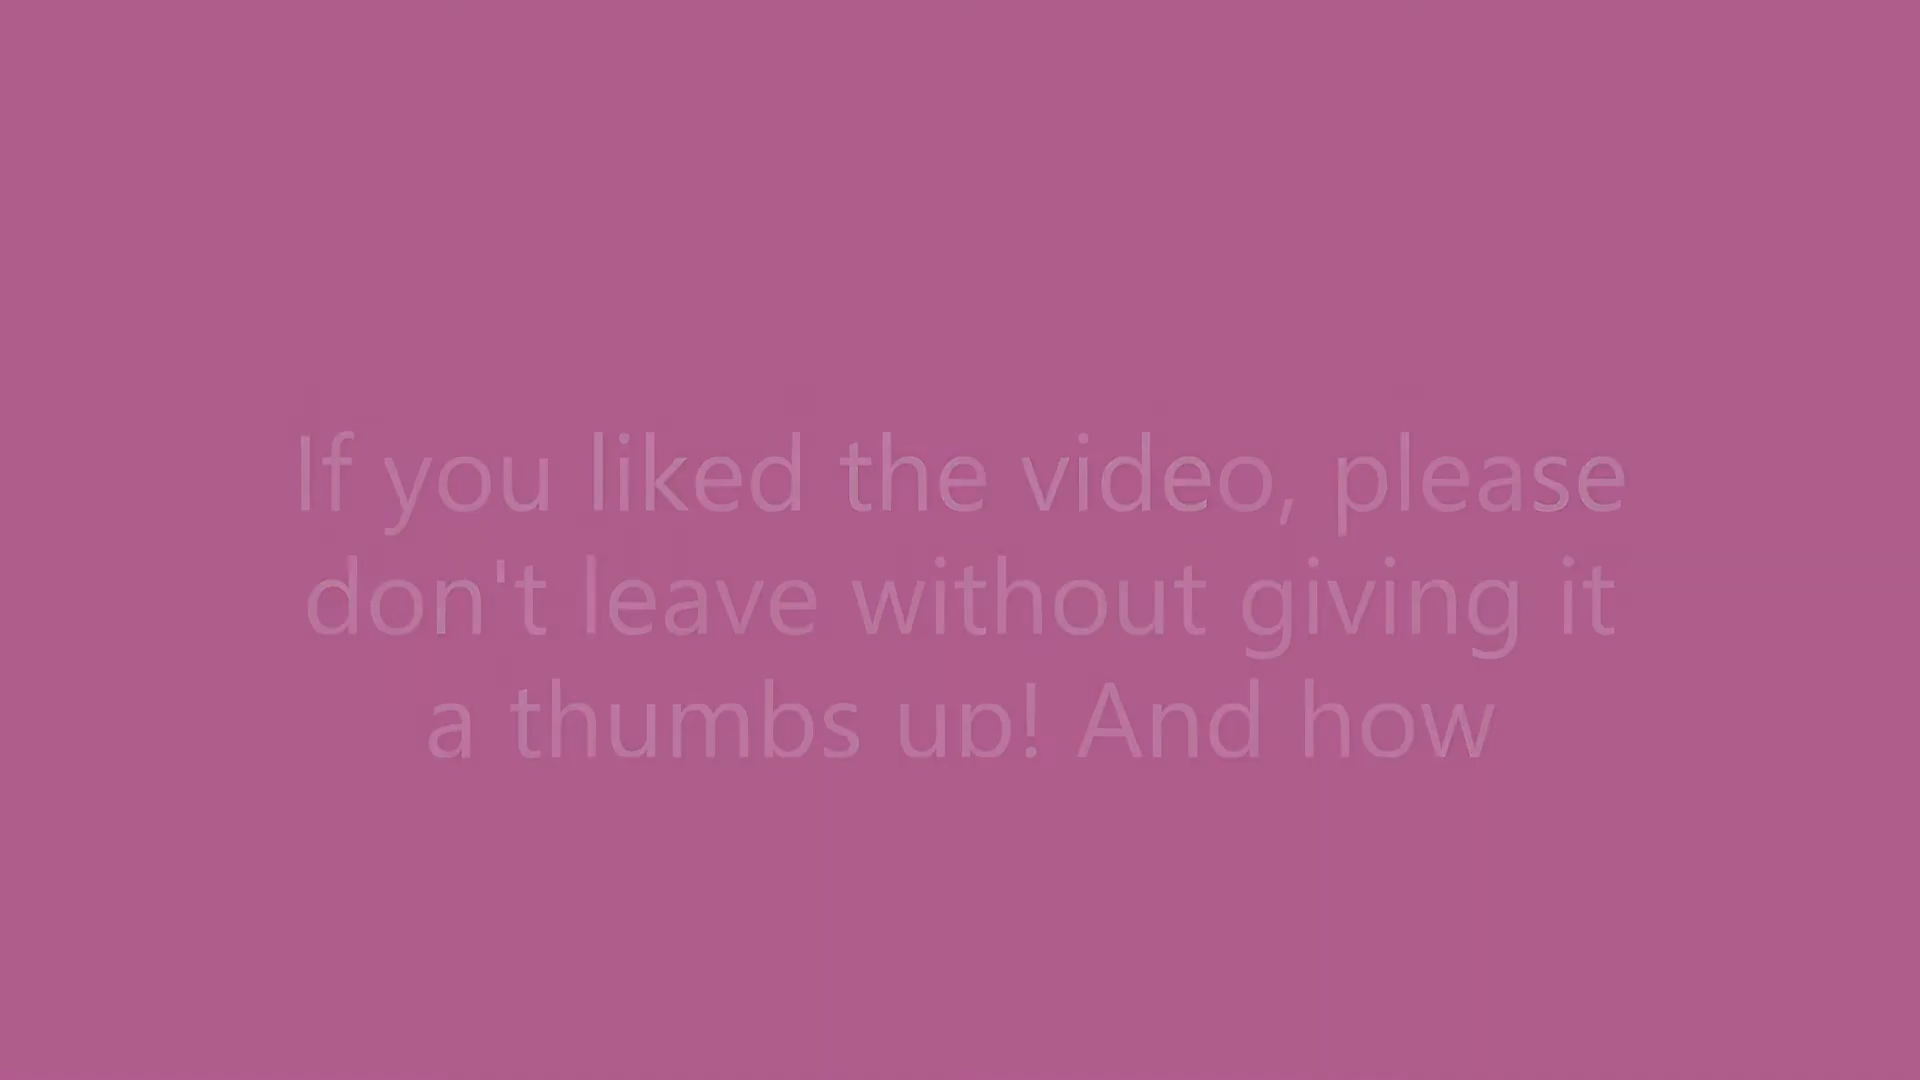 If you liked the video, please
don't leave without giving it
a thumbs up! And how